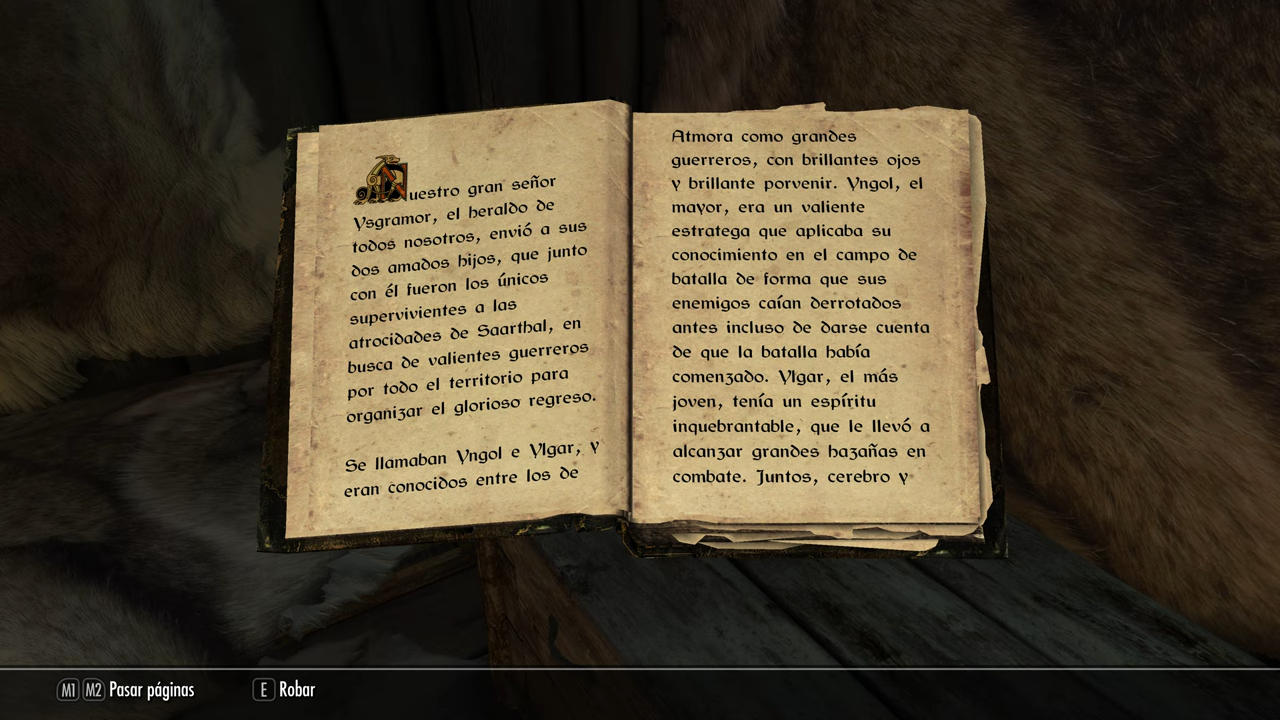 Nuestro gran señor
Ysgramor, el heraldo de
todos nosotros, envió a sus
dos amados hijos, que junto
con él fueron los únicos
supervivientes a las
atrocidades de Saarthal, en
busca de valientes guerreros
por todo el territorio para
organizar el glorioso regreso.
Se llamaban Yngol e Ylgar, y
eran conocidos entre los de
Atmora como grandes
guerreros, con brillantes ojos
y brillante porvenir. Yngol, el
mayor, era un valiente
estratega que aplicaba su
conocimiento en el campo de
batalla de forma que sus
enemigos caían derrotados
antes incluso de darse cuenta
de que la batalla había
comenzado. Ylgar, el más
joven, tenía un espíritu
inquebrantable, que le llevó a
alcanzar grandes hazañas en
combate. Juntos, cerebro y
M1 M2 Pasar páginas
E Robar